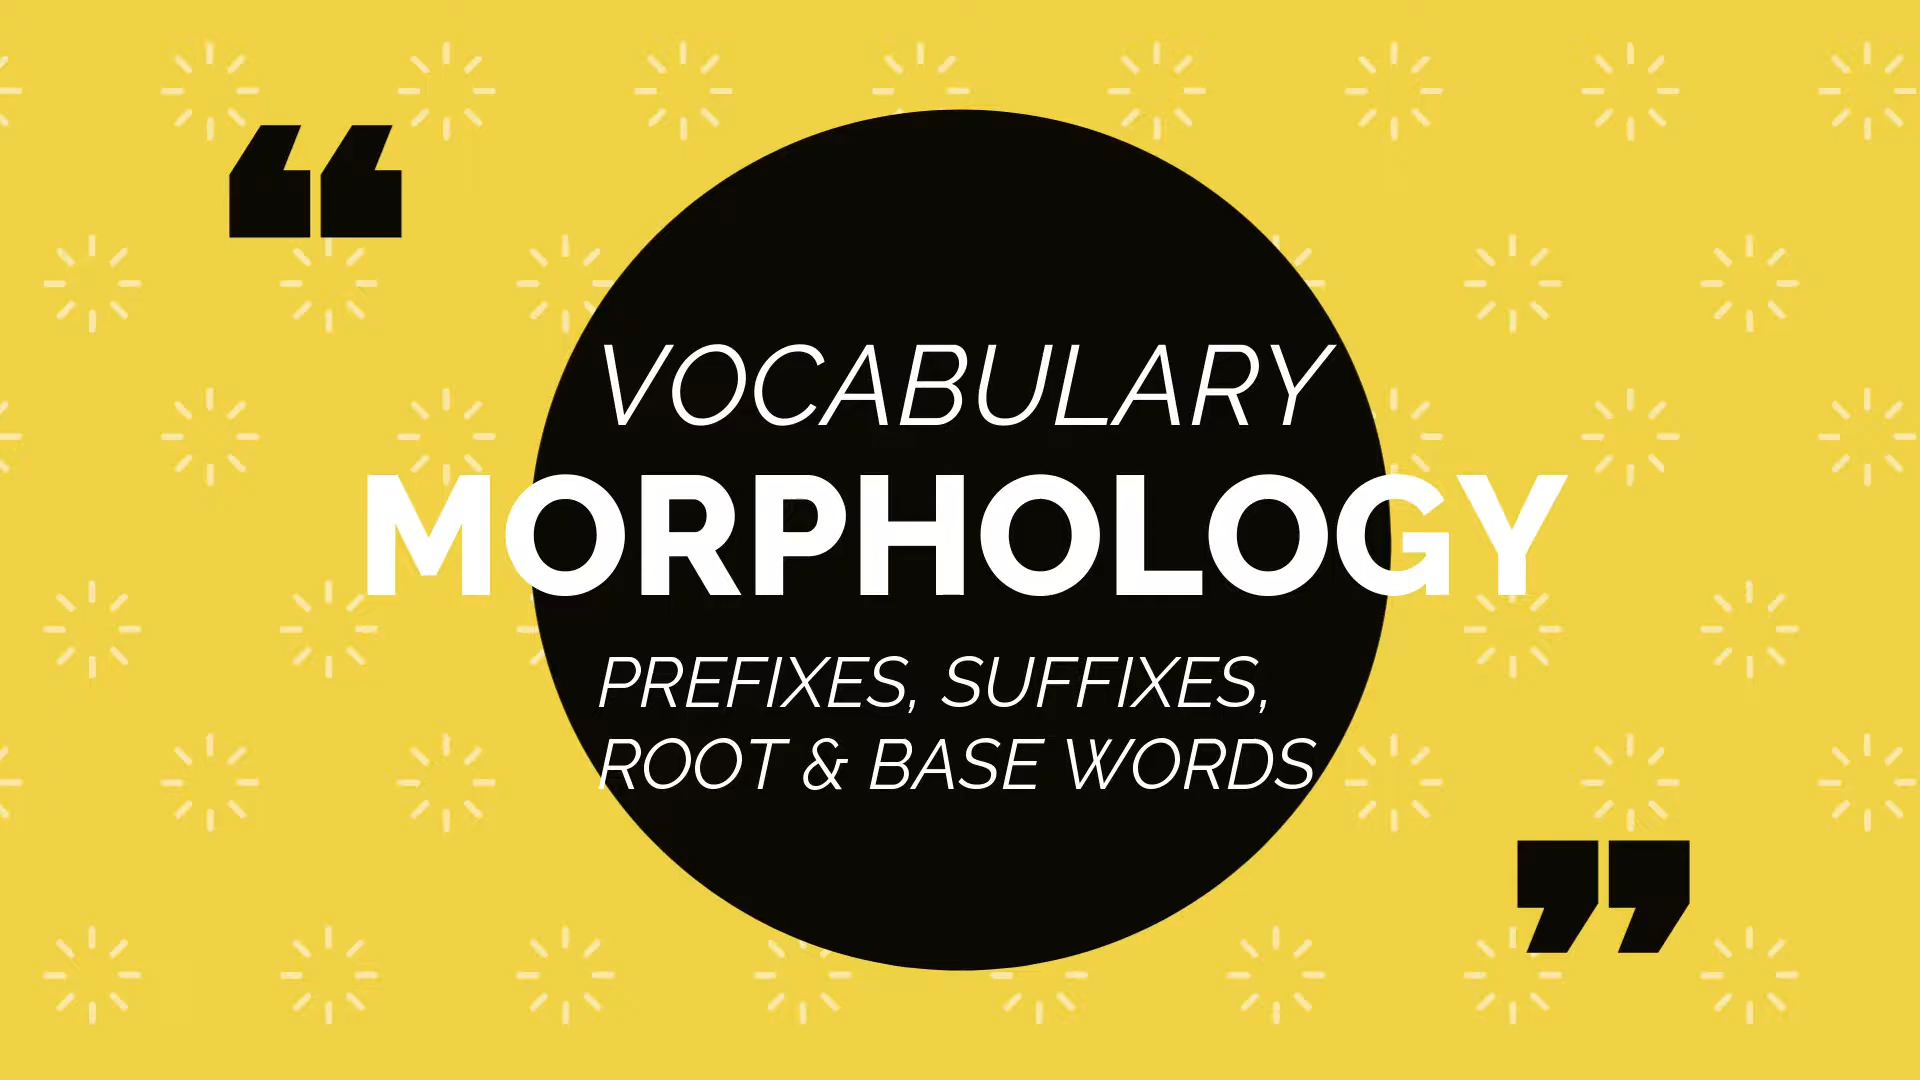 “
VOCABULARY
MORPHOLOGY
PREFIXES, SUFFIXES,
ROOT & BASE WORDS
”